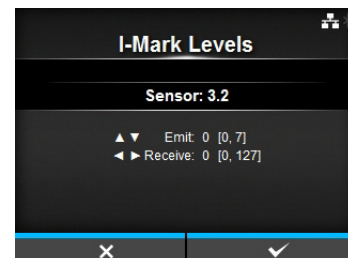 I-Mark Levels
Sensor: 3.2
▲ ▼ Emit: 0 [0, 7]
◄ ► Receive: 0 [0, 127]